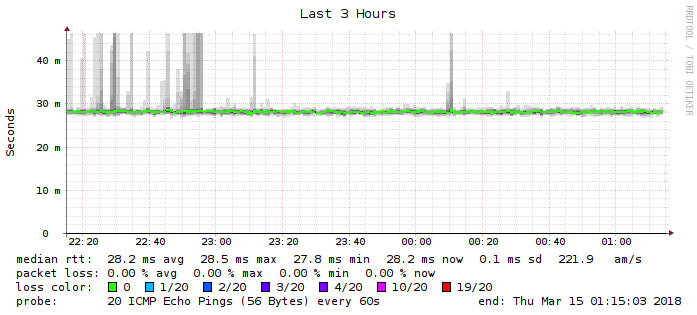 Last 3 Hours
RRDTOOL / TOBI OETIKER
Seconds
40 m
30 m
20 m
10 m
0
22:20 22:40 23:00 23:20 23:40 00:00 00:20 00:40 01:00
median rtt: 28.2 ms avg 28.5 ms max 27.8 ms min 28.2 ms now 0.1 ms sd 221.9 am/s
packet loss: 0.00 % avg 0.00 % max 0.00 % min 0.00 % now
loss color: 0 1/20 2/20 3/20 4/20 10/20 19/20
probe: 20 ICMP Echo Pings (56 Bytes) every 60s end: Thu Mar 15 01:15:03 2018